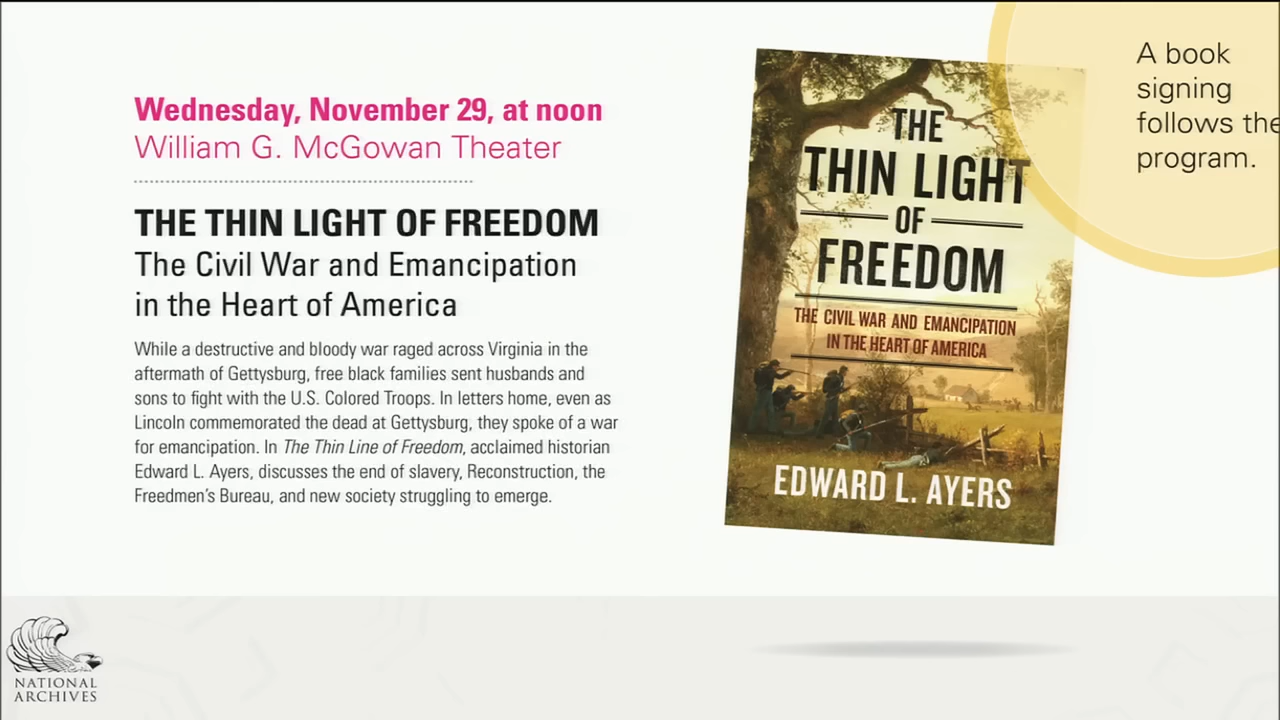 Wednesday, November 29, at noon
William G. McGowan Theater
THE THIN LIGHT OF FREEDOM
The Civil War and Emancipation
in the Heart of America
While a destructive and bloody war raged across Virginia in the
aftermath of Gettysburg, free black families sent husbands and
sons to fight with the U.S. Colored Troops. In letters home, even as
Lincoln commemorated the dead at Gettysburg, they spoke of a war
for emancipation. In The Thin Line of Freedom, acclaimed historian
Edward L. Ayers, discusses the end of slavery, Reconstruction, the
Freedmen's Bureau, and new society struggling to emerge.
THE
THIN LIGHT
OF
FREEDOM
THE CIVIL WAR AND EMANCIPATION
IN THE HEART OF AMERICA
EDWARD L. AYERS
A book
signing
follows the
program.
NATIONAL
ARCHIVES